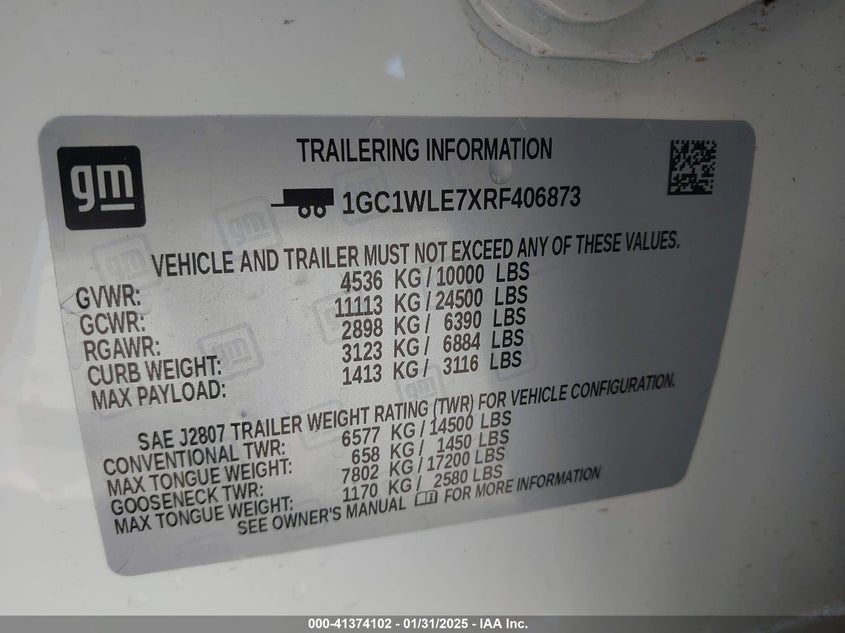 gm
TRAILERING INFORMATION
1GC1WLE7XRF406873
VEHICLE AND TRAILER MUST NOT EXCEED ANY OF THESE VALUES.
GVWR: 4536 KG / 10000 LBS
GCWR: 11113 KG / 24500 LBS
RGAWR: 2898 KG / 6390 LBS
CURB WEIGHT: 3123 KG / 6884 LBS
MAX PAYLOAD: 1413 KG / 3116 LBS
SAE J2807 TRAILER WEIGHT RATING (TWR) FOR VEHICLE CONFIGURATION.
CONVENTIONAL TWR: 6577 KG / 14500 LBS
MAX TONGUE WEIGHT: 658 KG / 1450 LBS
GOOSENECK TWR: 7802 KG / 17200 LBS
MAX TONGUE WEIGHT: 1170 KG / 2580 LBS
SEE OWNER'S MANUAL FOR MORE INFORMATION
000-41374102 - 01/31/2025 - IAA Inc.